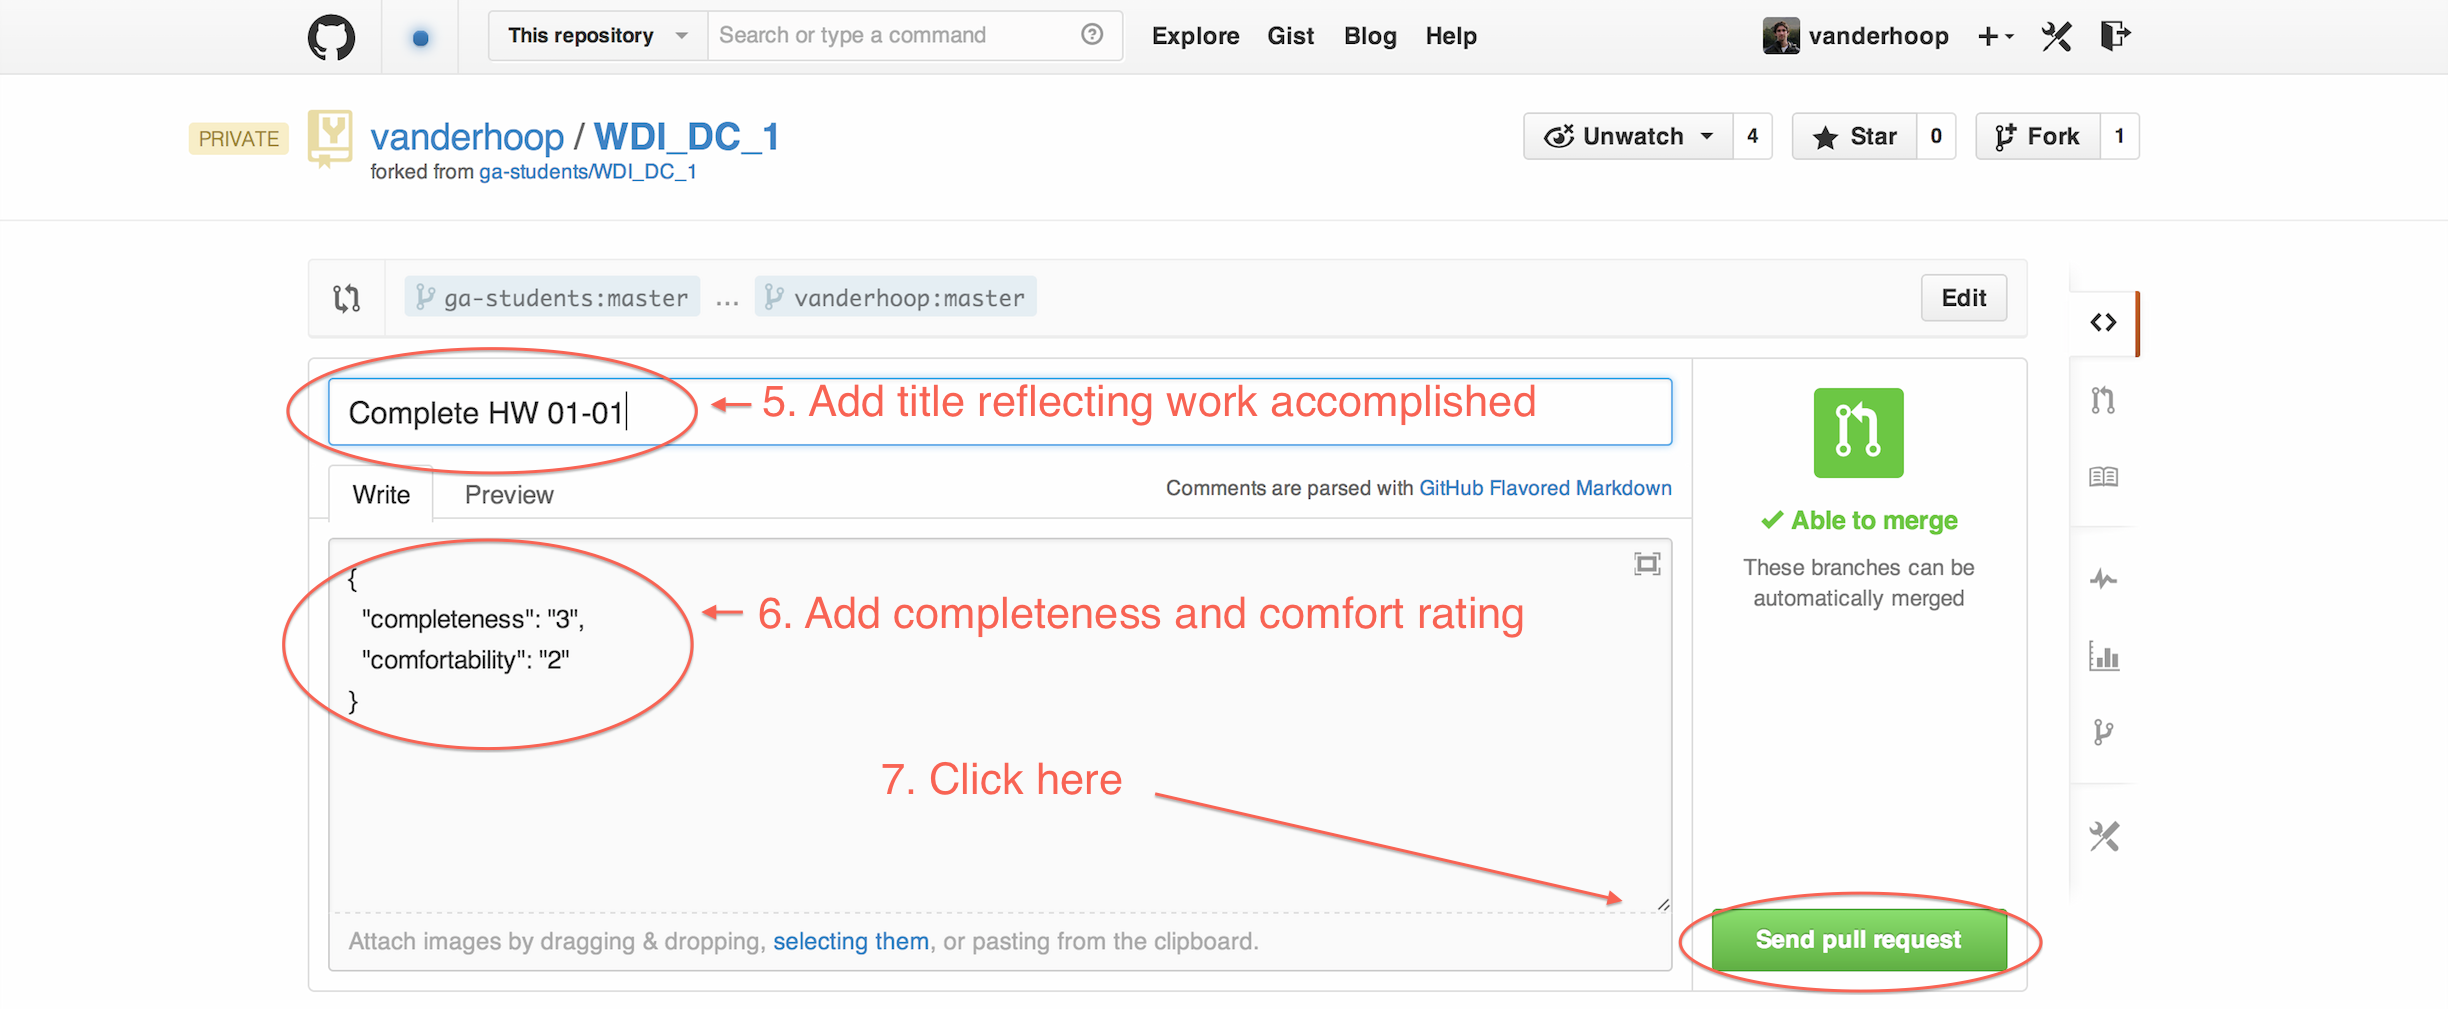 This repository
Search or type a command
Explore Gist Blog Help
vanderhoop
PRIVATE
vanderhoop / WDI_DC_1
forked from ga-students/WDI_DC_1
Unwatch 4
Star 0
Fork 1
ga-students:master ... vanderhoop:master
Edit
Complete HW 01-01
5. Add title reflecting work accomplished
Write Preview
Comments are parsed with GitHub Flavored Markdown
{
"completeness": "3",
"comfortability": "2"
}
6. Add completeness and comfort rating
7. Click here
Attach images by dragging & dropping, selecting them, or pasting from the clipboard.
Able to merge
These branches can be
automatically merged
Send pull request